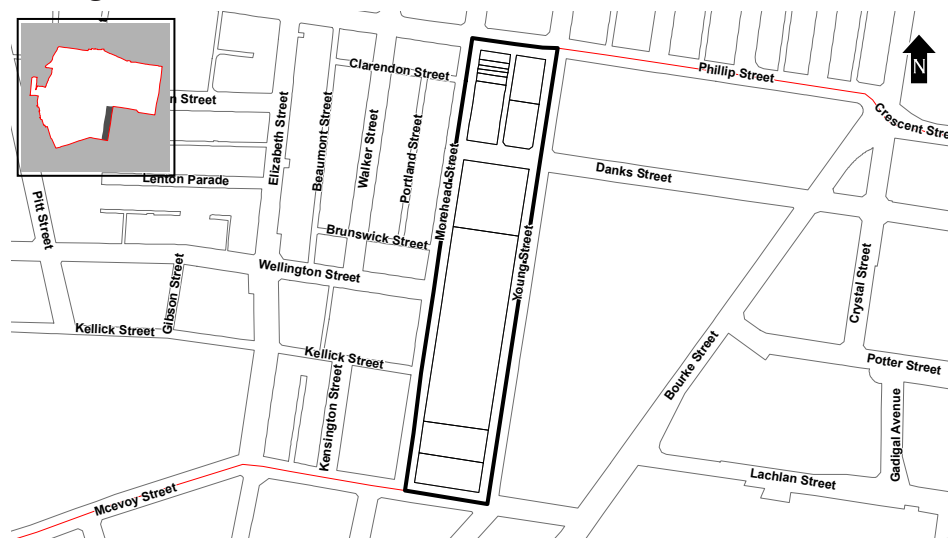 Phillip Street
Crescent Stre
Clarendon Street
n Street
Elizabeth Street
Beaumont Street
Walker Street
Portland Street
Morehead Street
Danks Street
Lenton Parade
Pitt Street
Brunswick Street
Young Street
Wellington Street
Gibson Street
Crystal Street
Kellick Street
Kellick Street
Bourke Street
Potter Street
Kensington Street
Gadigal Avenue
Lachlan Street
Mcevoy Street
N